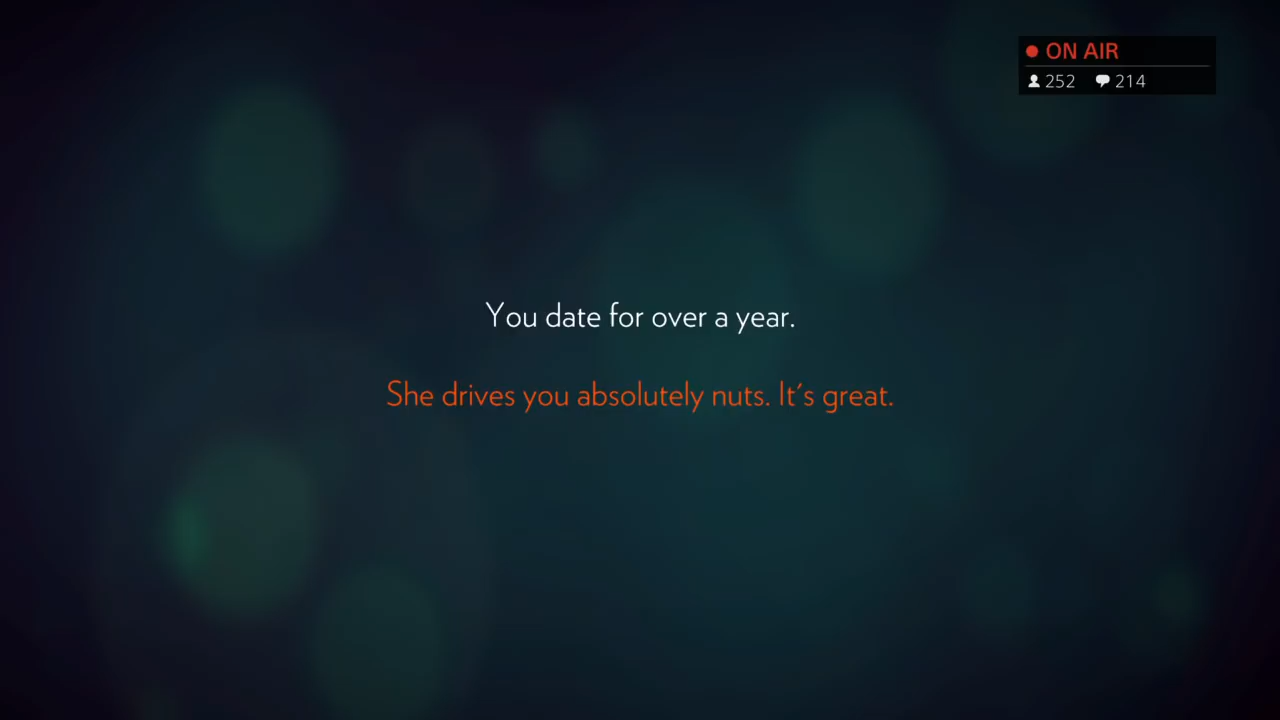 ON AIR
252 214
You date for over a year.
She drives you absolutely nuts. It's great.